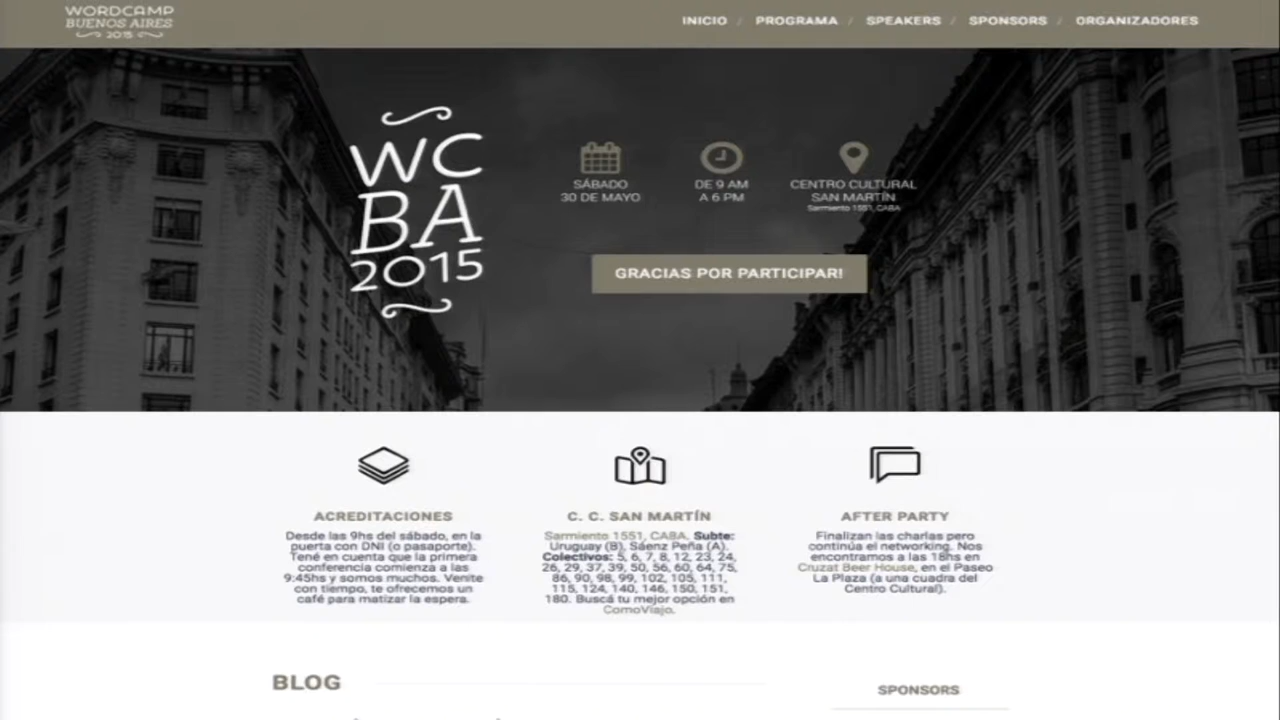 WORDCAMP
BUENOS AIRES
2015
INICIO / PROGRAMA / SPEAKERS / SPONSORS / ORGANIZADORES
WC
BA
2015
SÁBADO
30 DE MAYO
DE 9 AM
A 6 PM
CENTRO CULTURAL
SAN MARTÍN
Sarmiento 1551, CABA
GRACIAS POR PARTICIPAR!
ACREDITACIONES
Desde las 9hs del sábado, en la
puerta con DNI (o pasaporte).
Tené en cuenta que la primera
conferencia comienza a las
9:45hs y somos muchos. Venite
con tiempo, te ofrecemos un
café para matizar la espera.
C. C. SAN MARTÍN
Sarmiento 1551, CABA. Subte:
Uruguay (B), Sáenz Peña (A).
Colectivos: 5, 6, 7, 8, 12, 23, 24,
26, 29, 37, 39, 50, 56, 60, 64, 75,
86, 90, 98, 99, 102, 105, 111,
115, 124, 140, 146, 150, 151,
180. Buscá tu mejor opción en
ComoViajo.
AFTER PARTY
Finalizan las charlas pero
continúa el networking. Nos
encontramos a las 18hs en
Cruzat Beer House, en el Paseo
La Plaza (a una cuadra del
Centro Cultural).
BLOG
SPONSORS